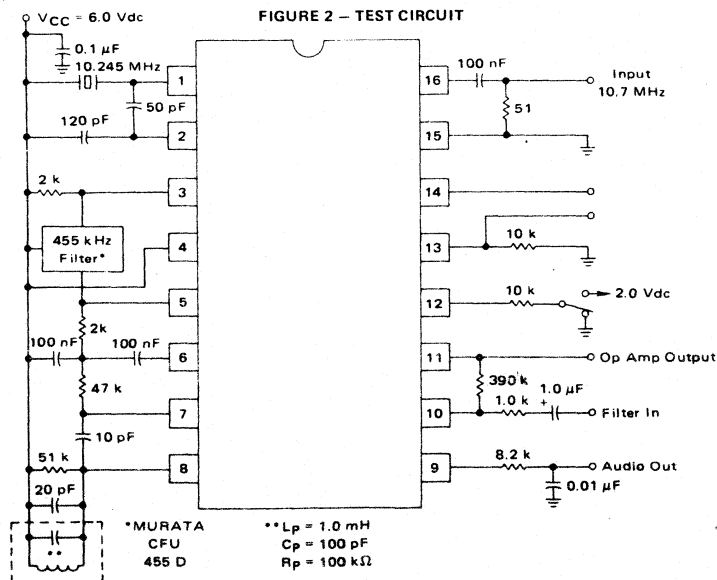 FIGURE 2 – TEST CIRCUIT
VCC = 6.0 Vdc
0.1 µF
10.245 MHz
50 pF
120 pF
2 k
455 kHz
Filter*
2k
100 nF
100 nF
47 k
10 pF
51 k
20 pF
**
1
2
3
4
5
6
7
8
16
15
14
13
12
11
10
9
100 nF
Input
10.7 MHz
51
10 k
10 k
2.0 Vdc
Op Amp Output
390 k
1.0 µF
1.0 k
+
Filter In
8.2 k
Audio Out
0.01 µF
*MURATA
CFU
455 D
**LP = 1.0 mH
CP = 100 pF
RP = 100 kΩ